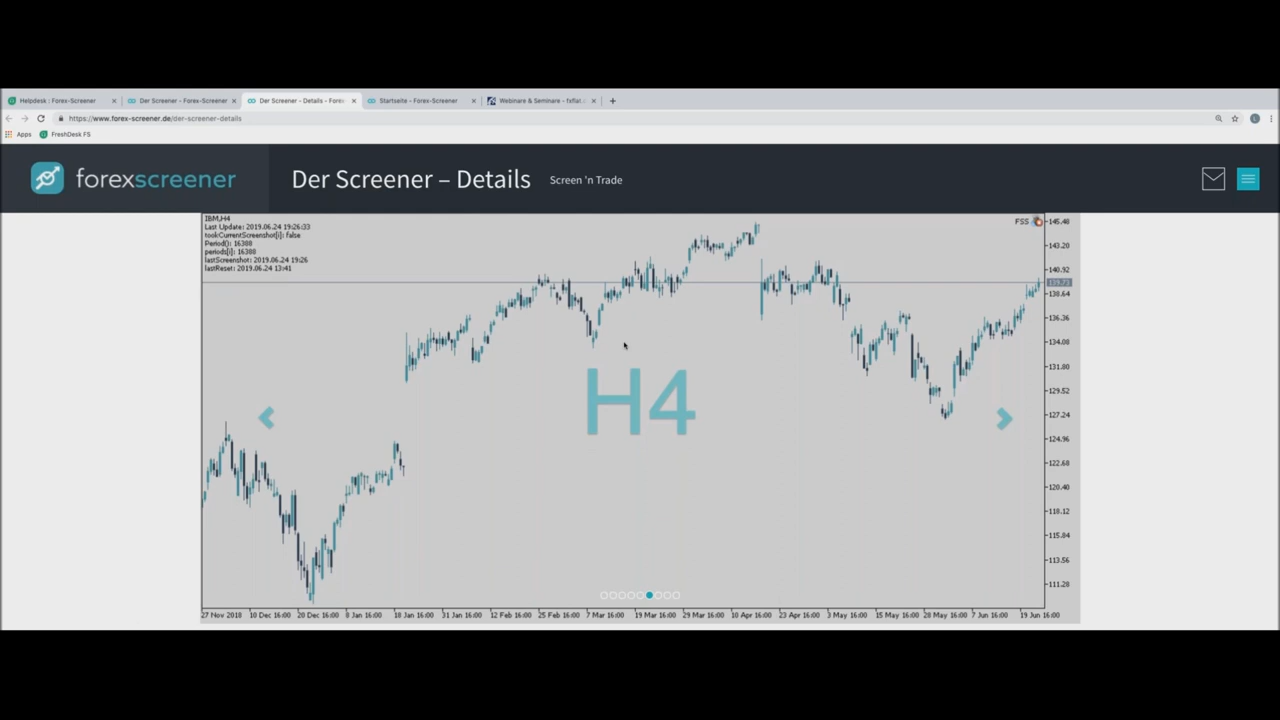 Helpdesk : Forex-Screener
Der Screener - Forex-Screener
Der Screener - Details - Forex
Startseite - Forex-Screener
Webinare & Seminare - fxflat.
https://www.forex-screener.de/der-screener-details
Apps
FreshDesk FS
forexscreener
Der Screener – Details
Screen 'n Trade
IBM,H4
Last Update: 2019.06.24 19:26:33
tookCurrentScreenshot[i]: false
Period(): 16388
periods[i]: 16388
lastScreenshot: 2019.06.24 19:26
lastReset: 2019.06.24 13:41
FSS
145.48
143.20
140.92
139.73
138.64
136.36
134.08
131.80
129.52
127.24
124.96
122.68
120.40
118.12
115.84
113.56
111.28
H4
27 Nov 2018
10 Dec 16:00
20 Dec 16:00
8 Jan 16:00
18 Jan 16:00
31 Jan 16:00
12 Feb 16:00
25 Feb 16:00
7 Mar 16:00
19 Mar 16:00
29 Mar 16:00
10 Apr 16:00
23 Apr 16:00
3 May 16:00
15 May 16:00
28 May 16:00
7 Jun 16:00
19 Jun 16:00